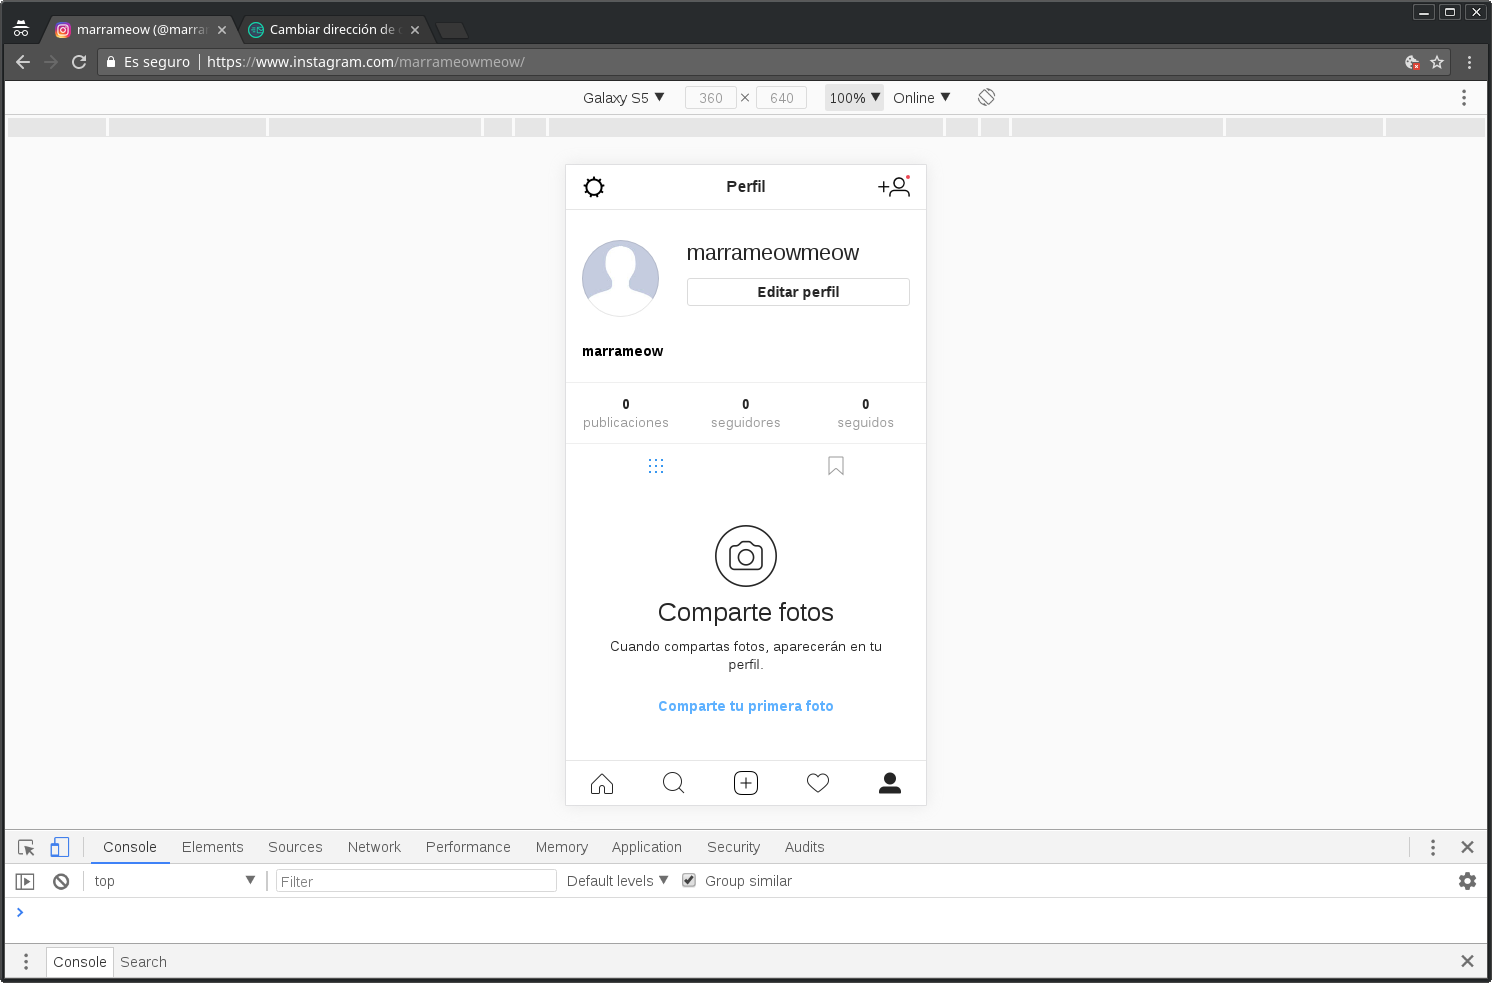 marrameow (@marra
Cambiar dirección de
Es seguro
https://www.instagram.com/marrameowmeow/
Galaxy S5 ▼ 360 × 640 100% ▼ Online ▼
Perfil
marrameowmeow
Editar perfil
marrameow
0 0 0
publicaciones seguidores seguidos
Comparte fotos
Cuando compartas fotos, aparecerán en tu
perfil.
Comparte tu primera foto
Console Elements Sources Network Performance Memory Application Security Audits
top ▼ Filter Default levels ▼ Group similar
Console Search